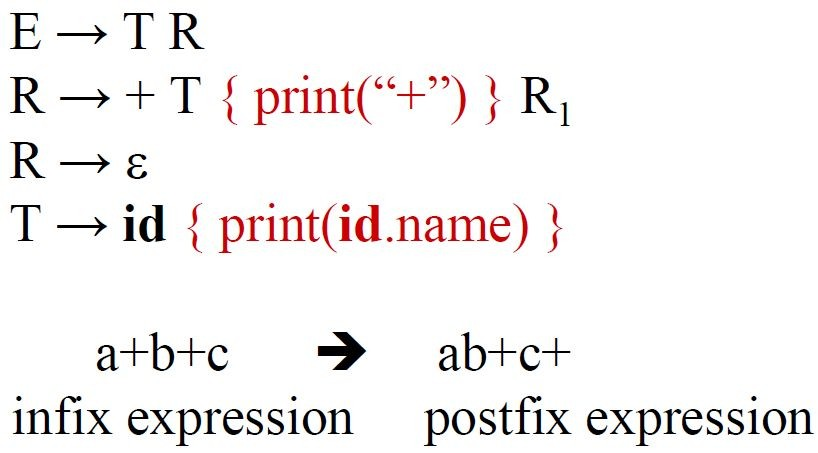 E → T R
R → + T { print(“+”) } R₁
R → ε
T → id { print(id.name) }
a+b+c ➔ ab+c+
infix expression postfix expression